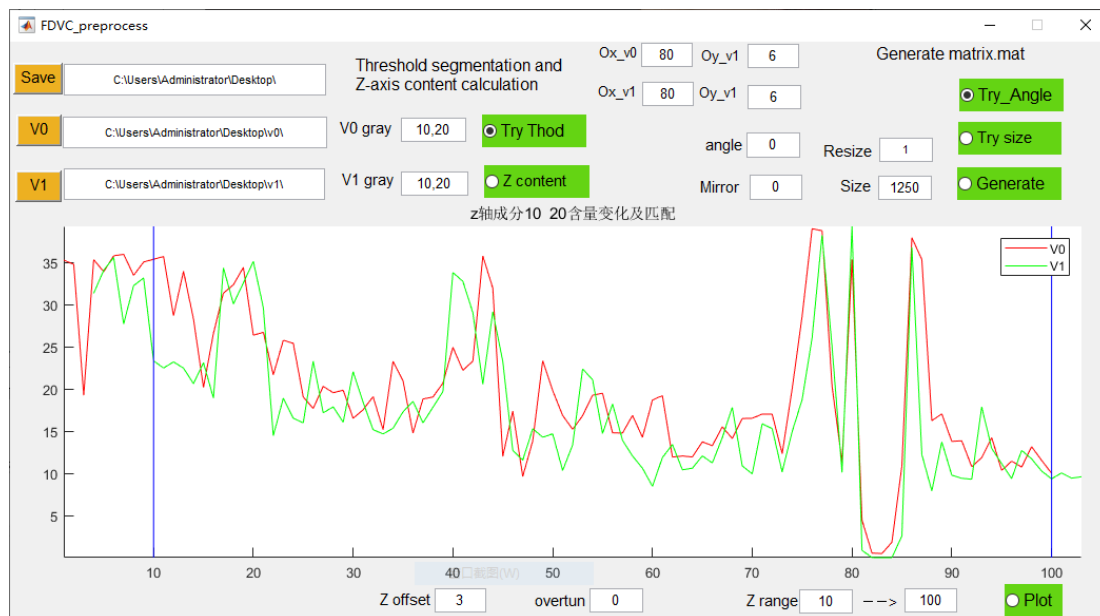 FDVC_preprocess
Save
C:\Users\Administrator\Desktop\
Threshold segmentation and
Z-axis content calculation
Ox_v0 80 Oy_v1 6
Generate matrix.mat
Ox_v1 80 Oy_v1 6
Try_Angle
V0
C:\Users\Administrator\Desktop\v0\
V0 gray 10,20
Try Thod
angle 0
Resize 1
Try size
V1
C:\Users\Administrator\Desktop\v1\
V1 gray 10,20
Z content
Mirror 0
Size 1250
Generate
z轴成分10 20含量变化及匹配
V0
V1
35
30
25
20
15
10
5
10 20 30 40 50 60 70 80 90 100
口截图(W)
Z offset 3
overtun 0
Z range 10 --> 100
Plot